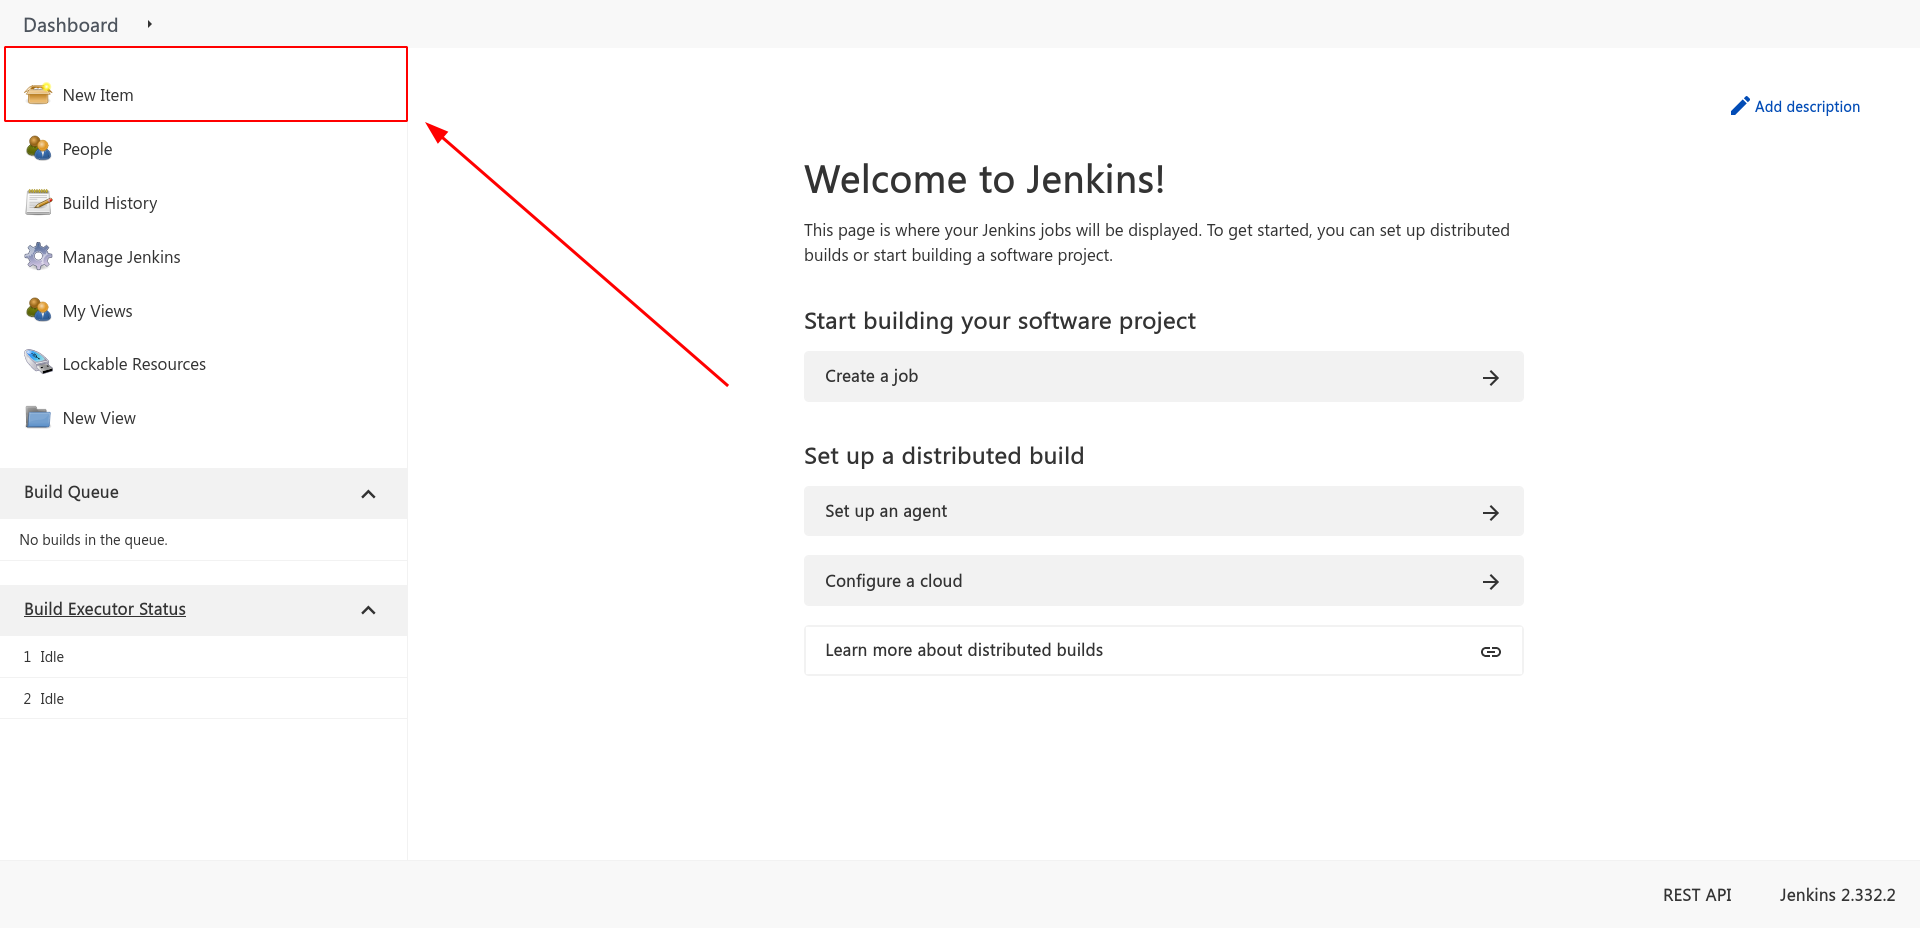 Dashboard
New Item
People
Build History
Manage Jenkins
My Views
Lockable Resources
New View
Build Queue
No builds in the queue.
Build Executor Status
1 Idle
2 Idle
Add description
Welcome to Jenkins!
This page is where your Jenkins jobs will be displayed. To get started, you can set up distributed
builds or start building a software project.
Start building your software project
Create a job
Set up a distributed build
Set up an agent
Configure a cloud
Learn more about distributed builds
REST API
Jenkins 2.332.2